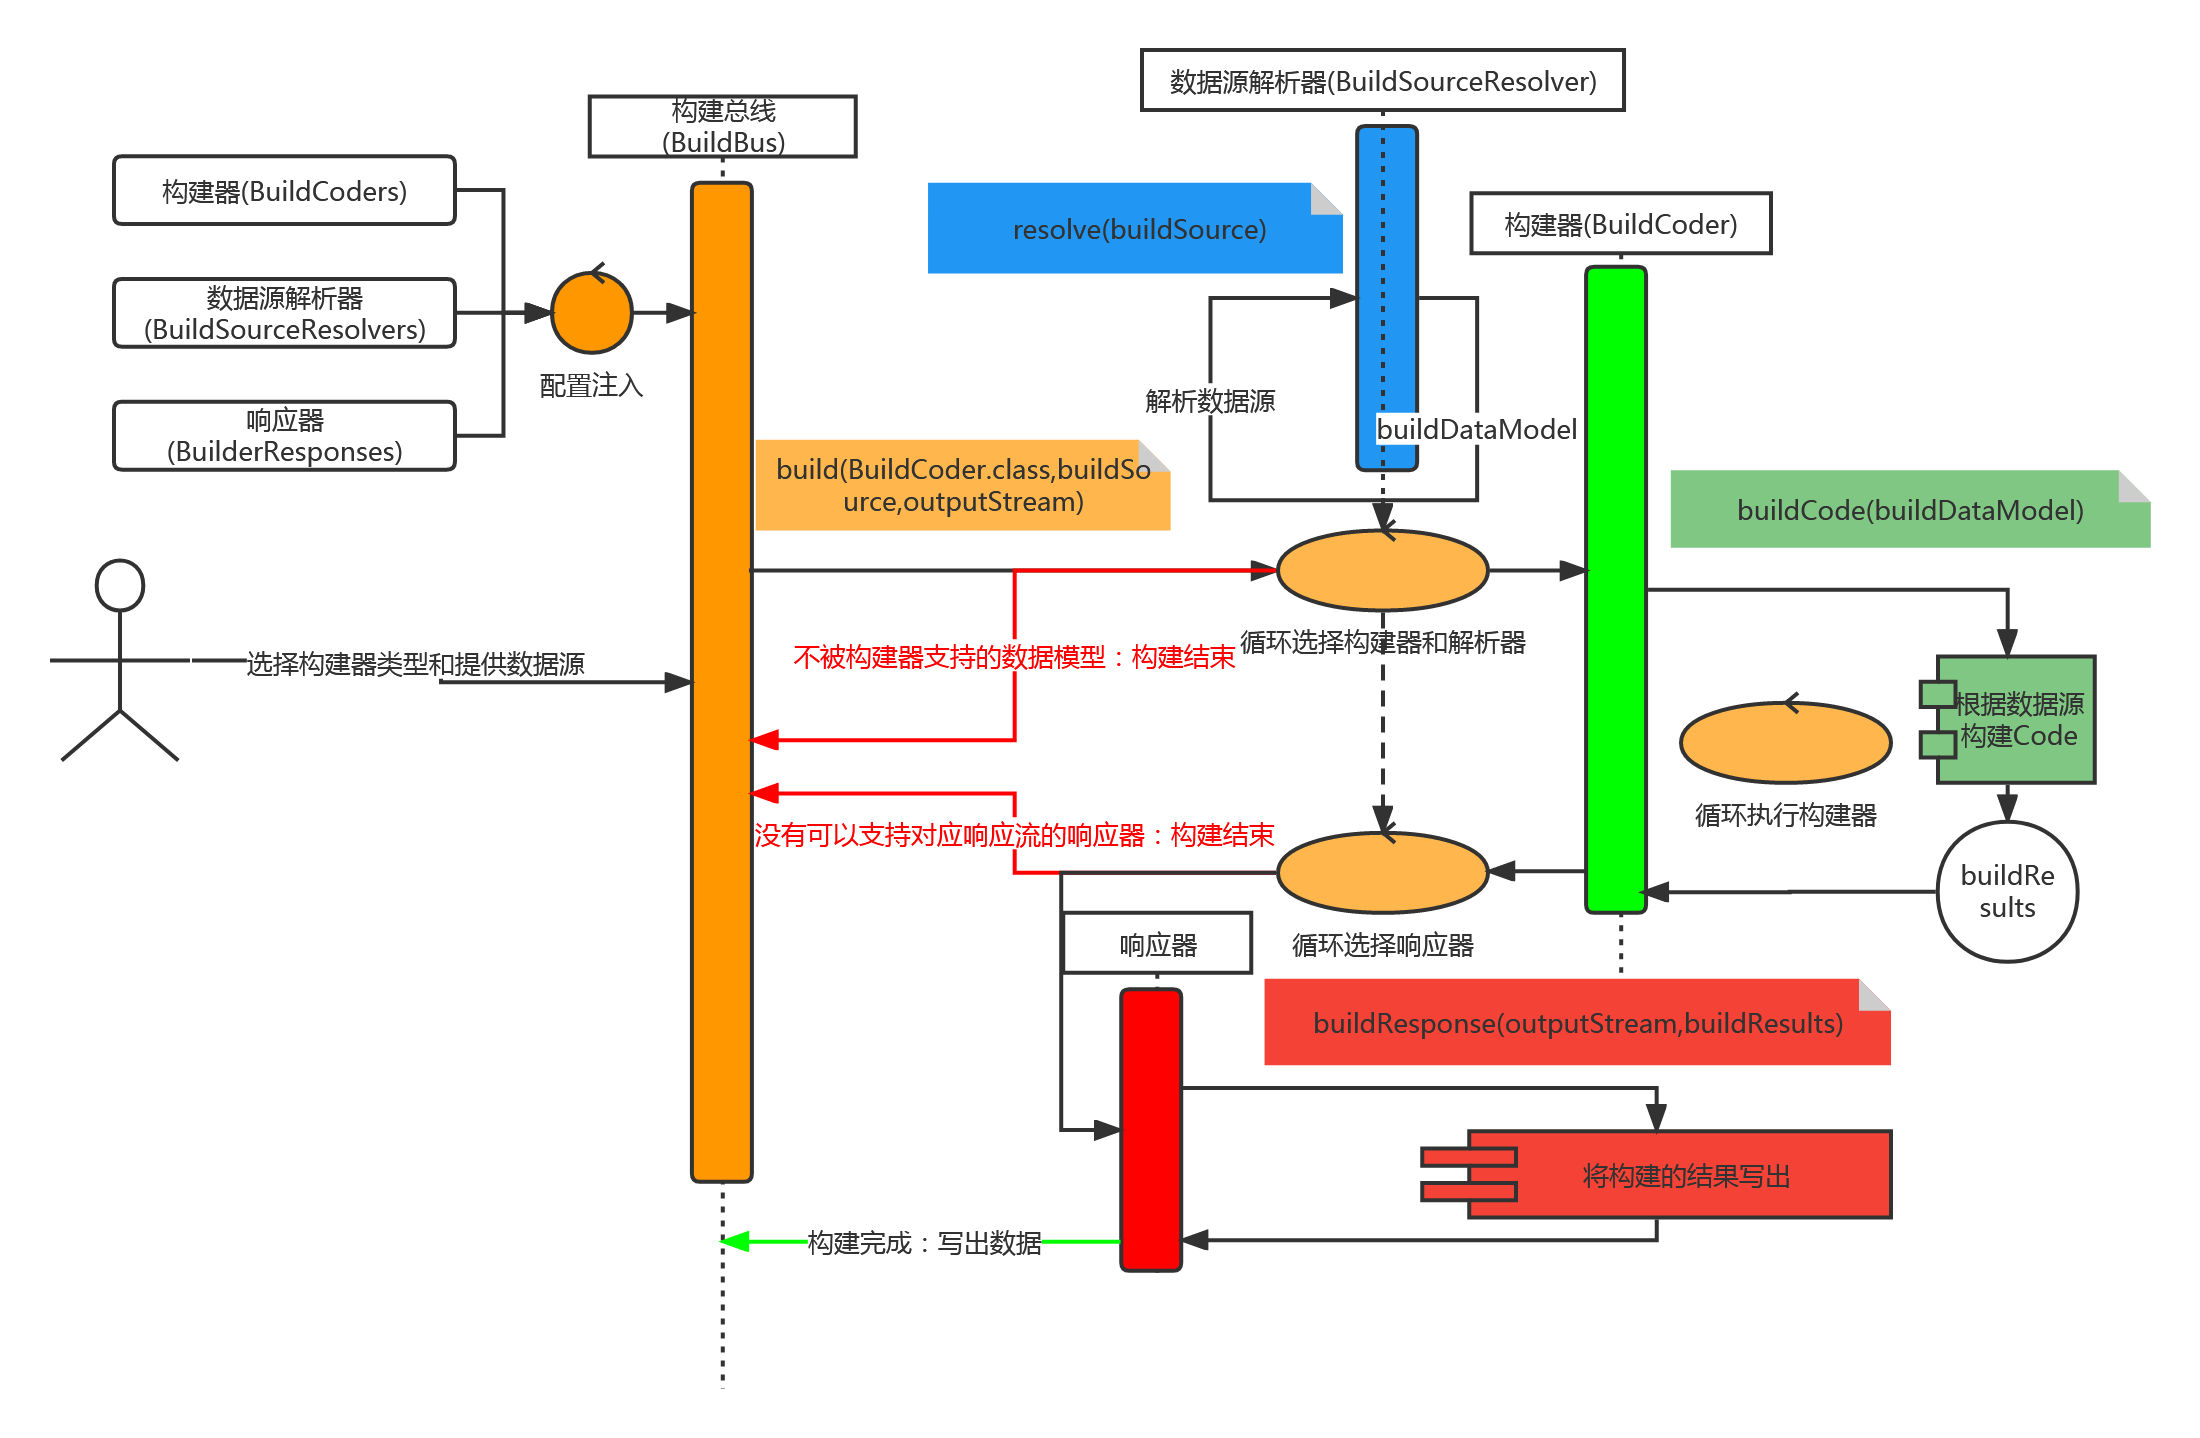 数据源解析器(BuildSourceResolver)
构建总线
(BuildBus)
构建器(BuildCoders)
resolve(buildSource)
构建器(BuildCoder)
数据源解析器
(BuildSourceResolvers)
配置注入
解析数据源
buildDataModel
响应器
(BuilderResponses)
build(BuildCoder.class,buildSo
urce,outputStream)
buildCode(buildDataModel)
选择构建器类型和提供数据源
不被构建器支持的数据模型：构建结束
循环选择构建器和解析器
根据数据源
构建Code
循环执行构建器
没有可以支持对应响应流的响应器：构建结束
buildRe
sults
响应器
循环选择响应器
buildResponse(outputStream,buildResults)
将构建的结果写出
构建完成：写出数据